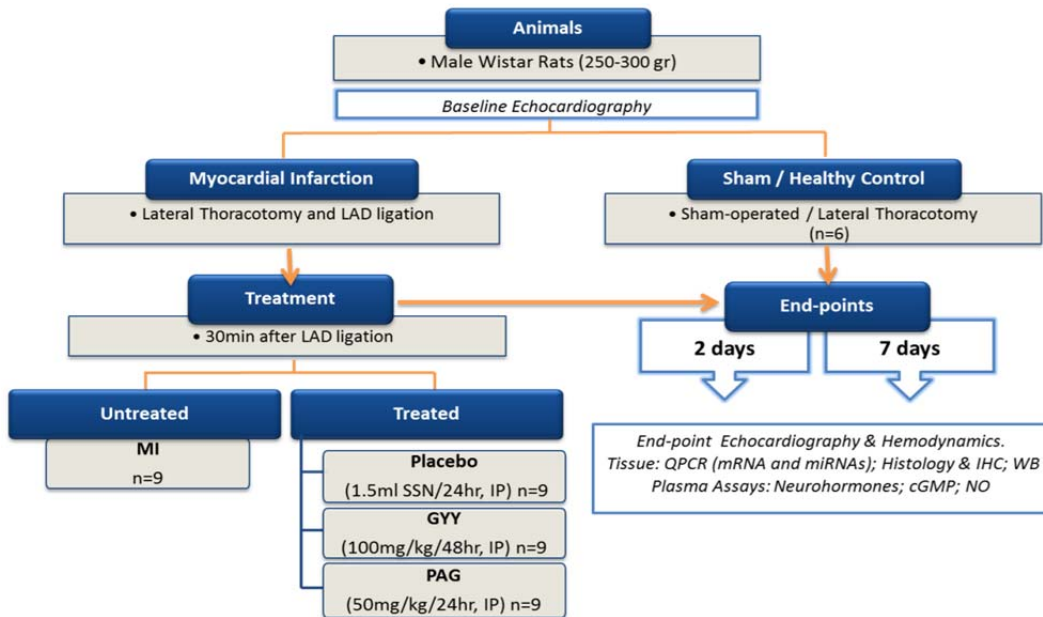 Animals
• Male Wistar Rats (250-300 gr)
Baseline Echocardiography
Myocardial Infarction
• Lateral Thoracotomy and LAD ligation
Sham / Healthy Control
• Sham-operated / Lateral Thoracotomy
(n=6)
Treatment
• 30min after LAD ligation
End-points
2 days
7 days
Untreated
MI
n=9
Treated
Placebo
(1.5ml SSN/24hr, IP) n=9
GYY
(100mg/kg/48hr, IP) n=9
PAG
(50mg/kg/24hr, IP) n=9
End-point Echocardiography & Hemodynamics.
Tissue: QPCR (mRNA and miRNAs); Histology & IHC; WB
Plasma Assays: Neurohormones; cGMP; NO